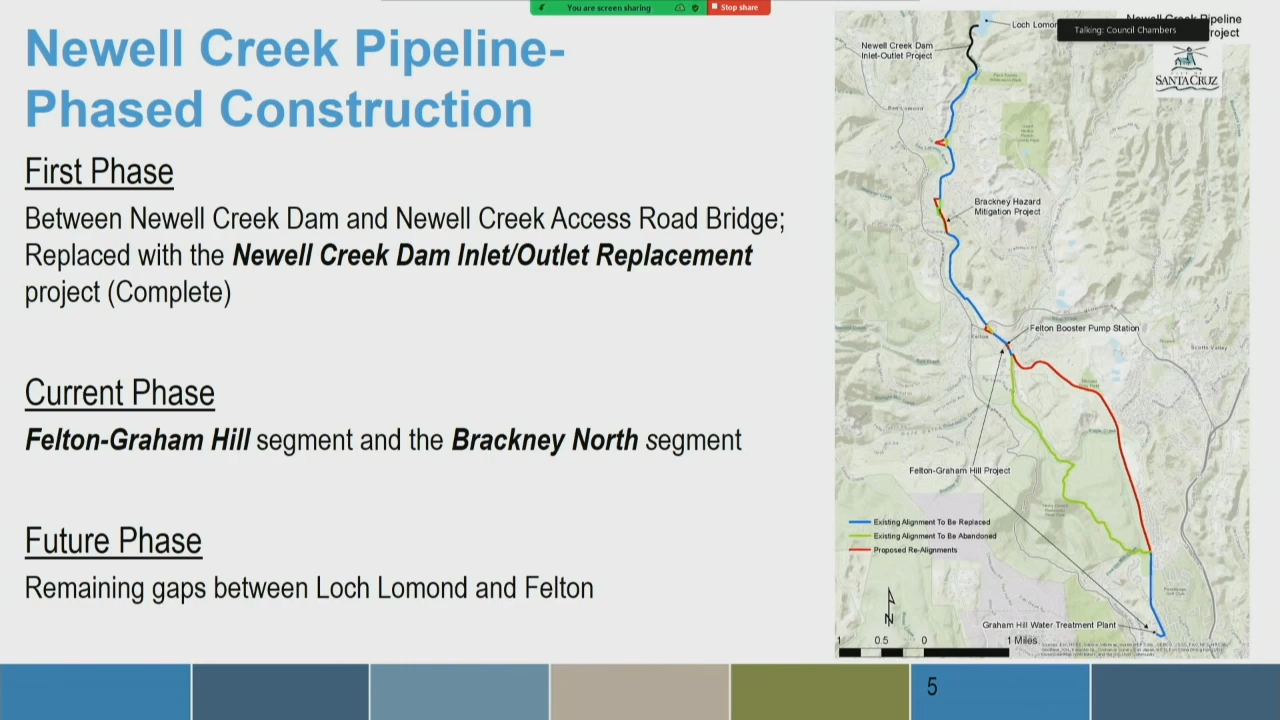 You are screen sharing
Stop share
Talking: Council Chambers
Newell Creek Pipeline-
Phased Construction
First Phase
Between Newell Creek Dam and Newell Creek Access Road Bridge;
Replaced with the Newell Creek Dam Inlet/Outlet Replacement
project (Complete)
Current Phase
Felton-Graham Hill segment and the Brackney North segment
Future Phase
Remaining gaps between Loch Lomond and Felton
Newell Creek Pipeline
SANTA CRUZ
Newell Creek Dam
Inlet-Outlet Project
Ben Lomond
Brackney Hazard
Mitigation Project
Felton Booster Pump Station
Felton
Scotts Valley
Felton-Graham Hill Project
Existing Alignment To Be Replaced
Existing Alignment To Be Abandoned
Proposed Re-Alignments
N
Graham Hill Water Treatment Plant
1 0.5 0 1 Miles
5